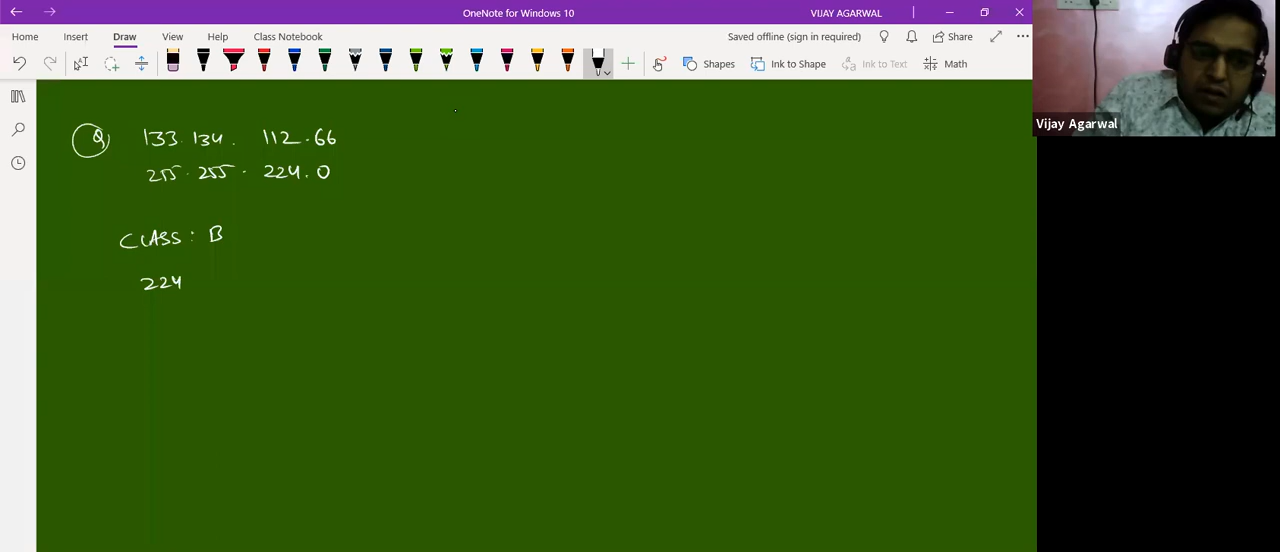 OneNote for Windows 10
VIJAY AGARWAL
Home Insert Draw View Help Class Notebook
Saved offline (sign in required) Share
Shapes Ink to Shape Ink to Text Math
Vijay Agarwal
Q 133.134. 112.66
255.255. 224.0
CLASS: B
224